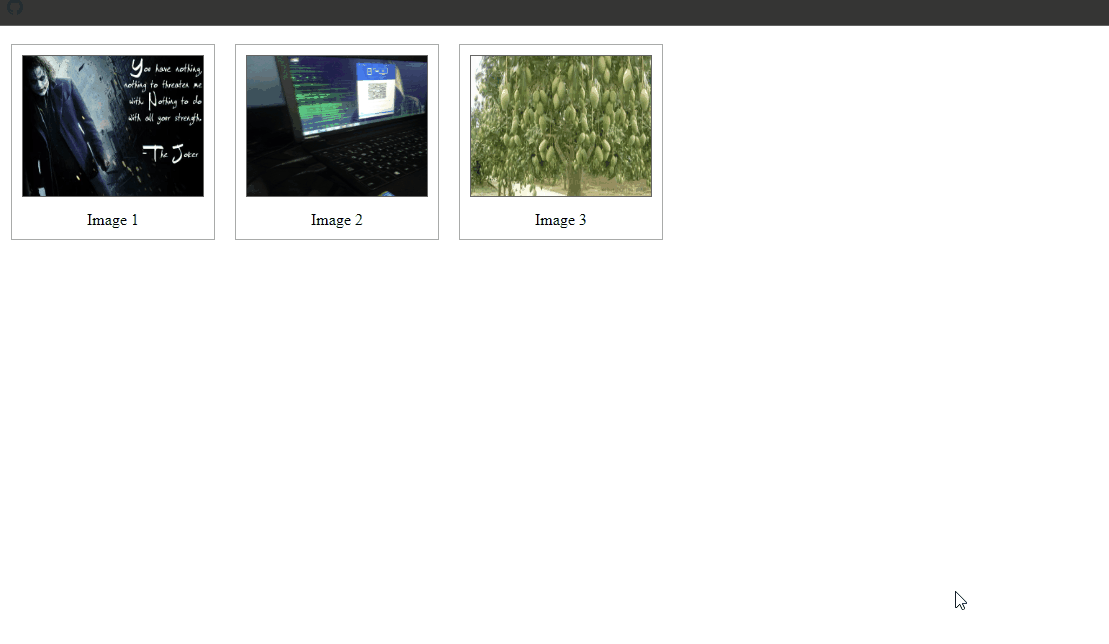 You have nothing,
nothing to threaten me
with. Nothing to do
with all your strength.
-The Joker
Image 1
Image 2
Image 3